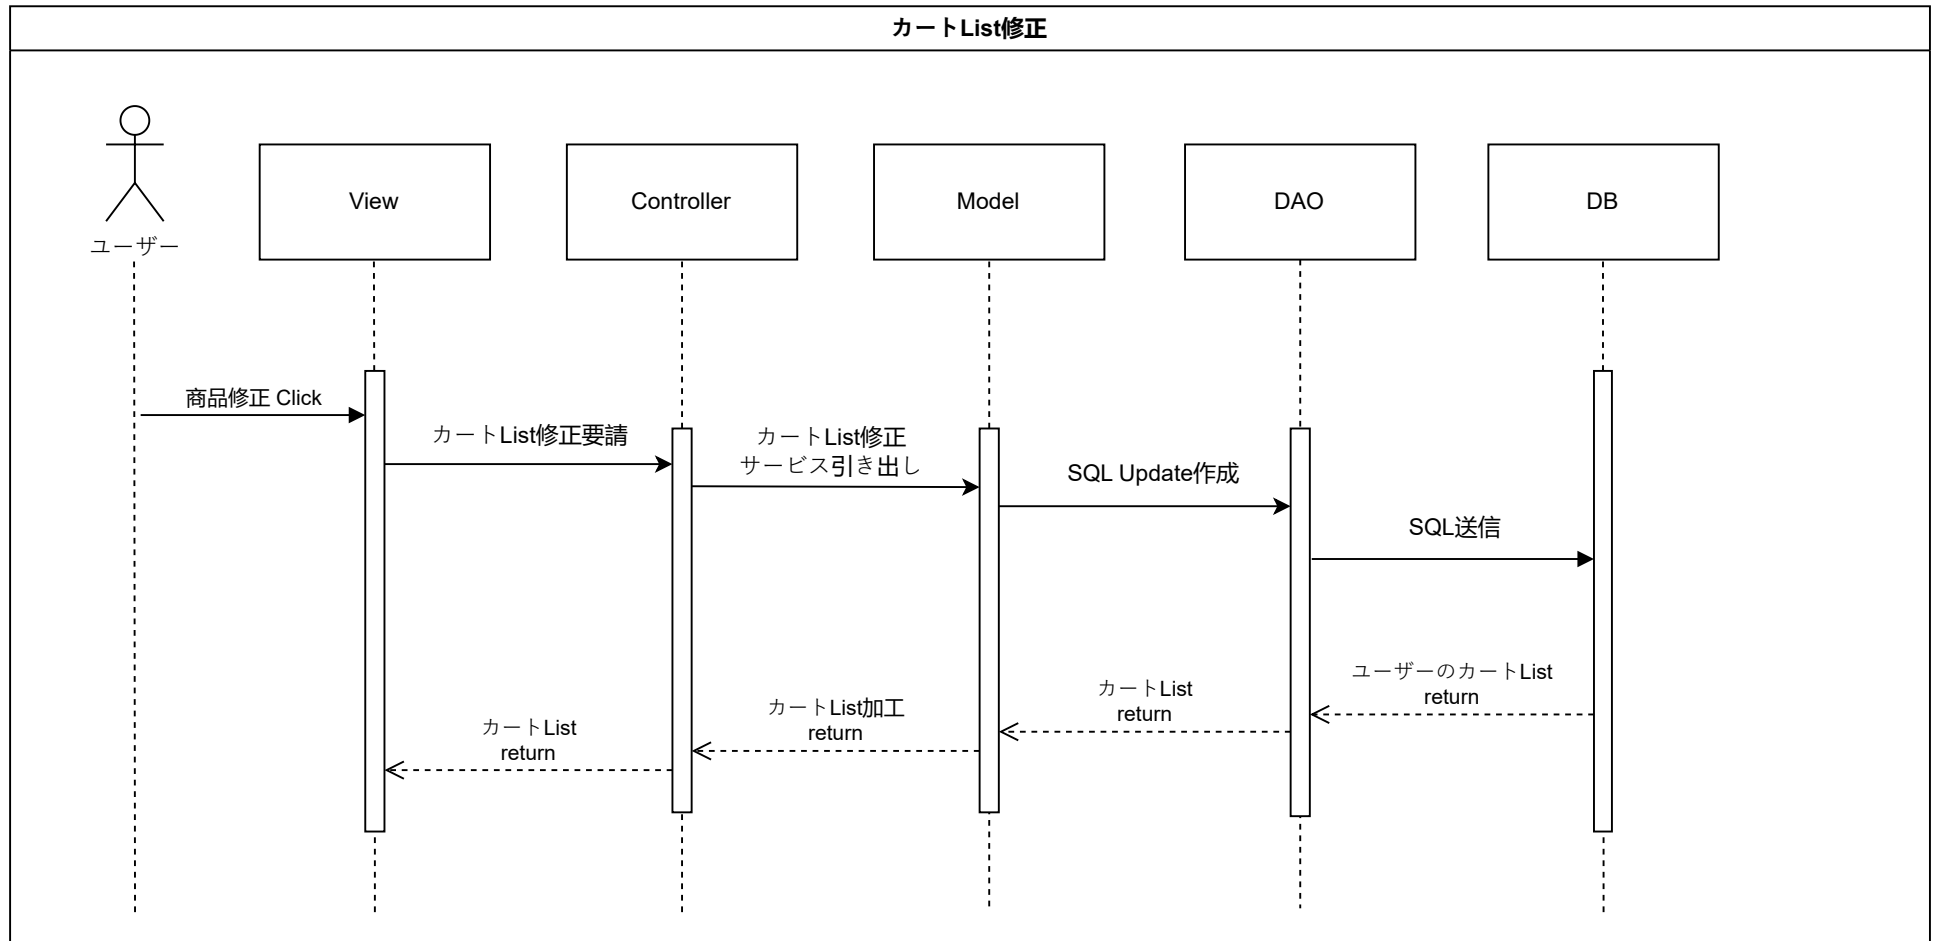 カートList修正
ユーザー
View
Controller
Model
DAO
DB
商品修正 Click
カートList修正要請
カートList修正
サービス引き出し
SQL Update作成
SQL送信
ユーザーのカートList
return
カートList
return
カートList加工
return
カートList
return